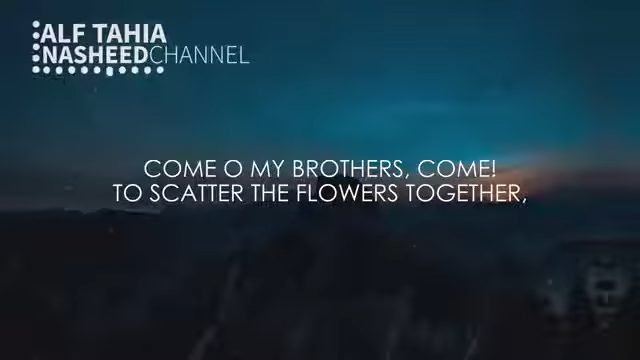 ALF TAHIA
NASHEEDCHANNEL
COME O MY BROTHERS, COME!
TO SCATTER THE FLOWERS TOGETHER,